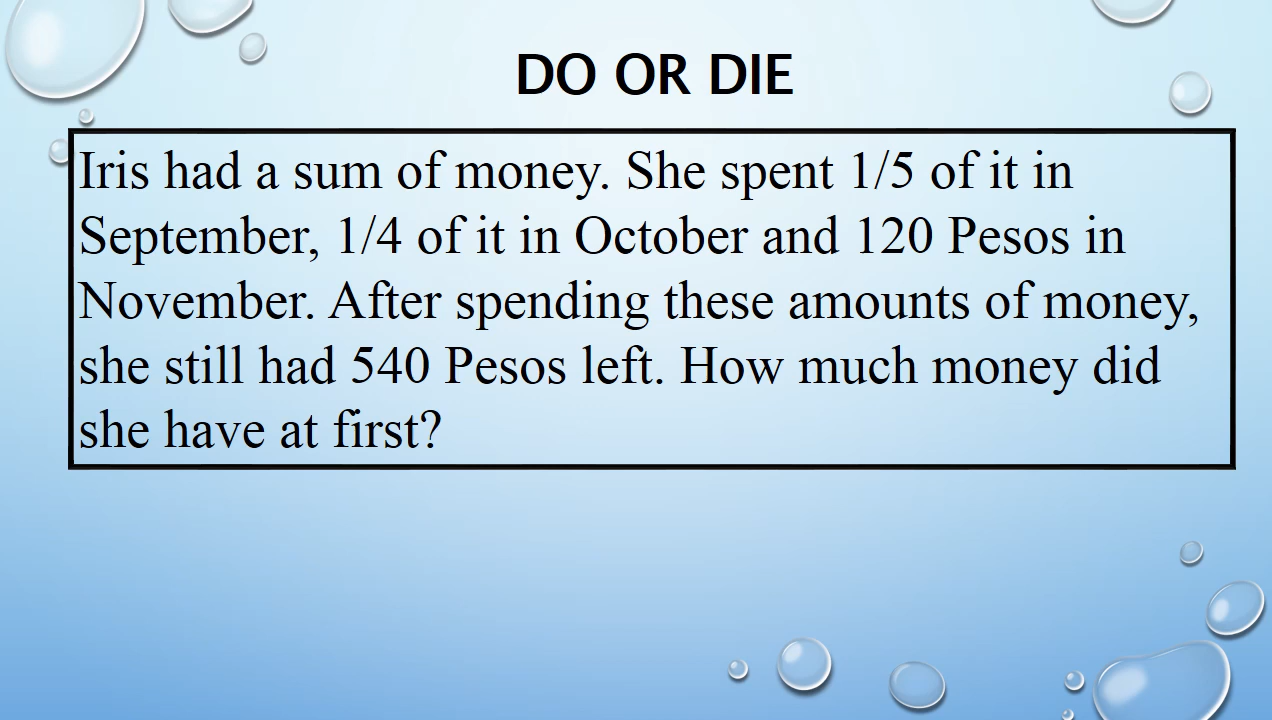 DO OR DIE
Iris had a sum of money. She spent 1/5 of it in
September, 1/4 of it in October and 120 Pesos in
November. After spending these amounts of money,
she still had 540 Pesos left. How much money did
she have at first?